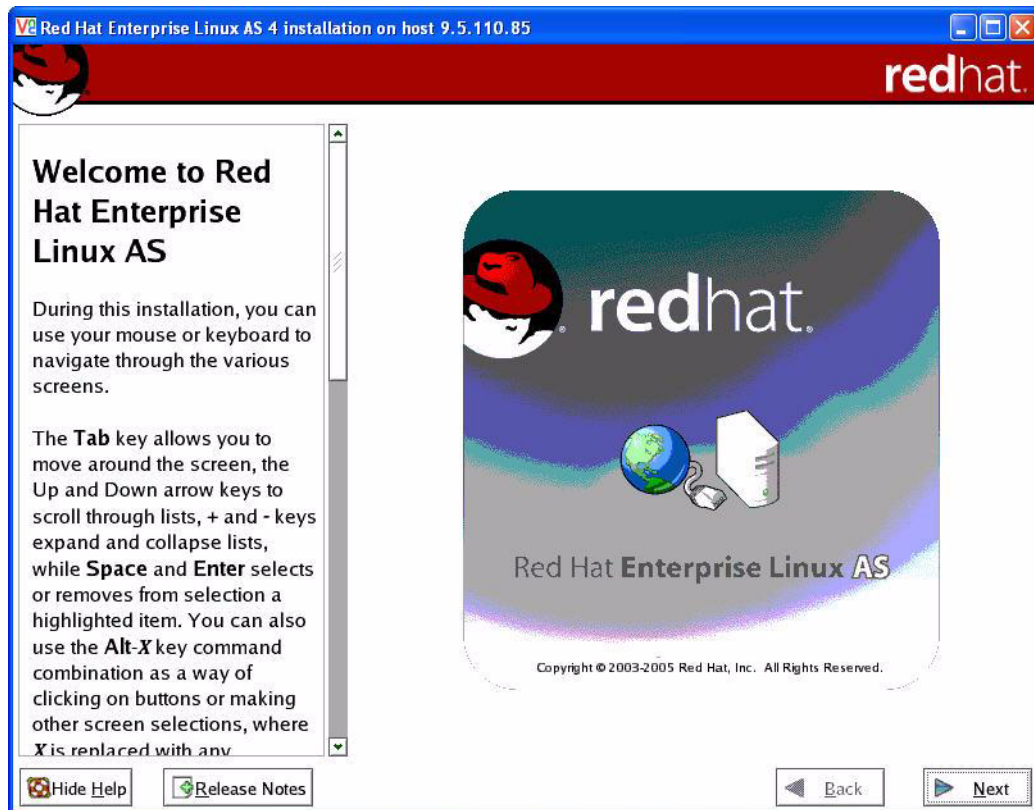 Red Hat Enterprise Linux AS 4 installation on host 9.5.110.85
redhat.
Welcome to Red
Hat Enterprise
Linux AS
During this installation, you can
use your mouse or keyboard to
navigate through the various
screens.
The Tab key allows you to
move around the screen, the
Up and Down arrow keys to
scroll through lists, + and - keys
expand and collapse lists,
while Space and Enter selects
or removes from selection a
highlighted item. You can also
use the Alt-X key command
combination as a way of
clicking on buttons or making
other screen selections, where
X is replaced with any
redhat.
Red Hat Enterprise Linux AS
Copyright © 2003-2005 Red Hat, Inc. All Rights Reserved.
Hide Help
Release Notes
Back
Next